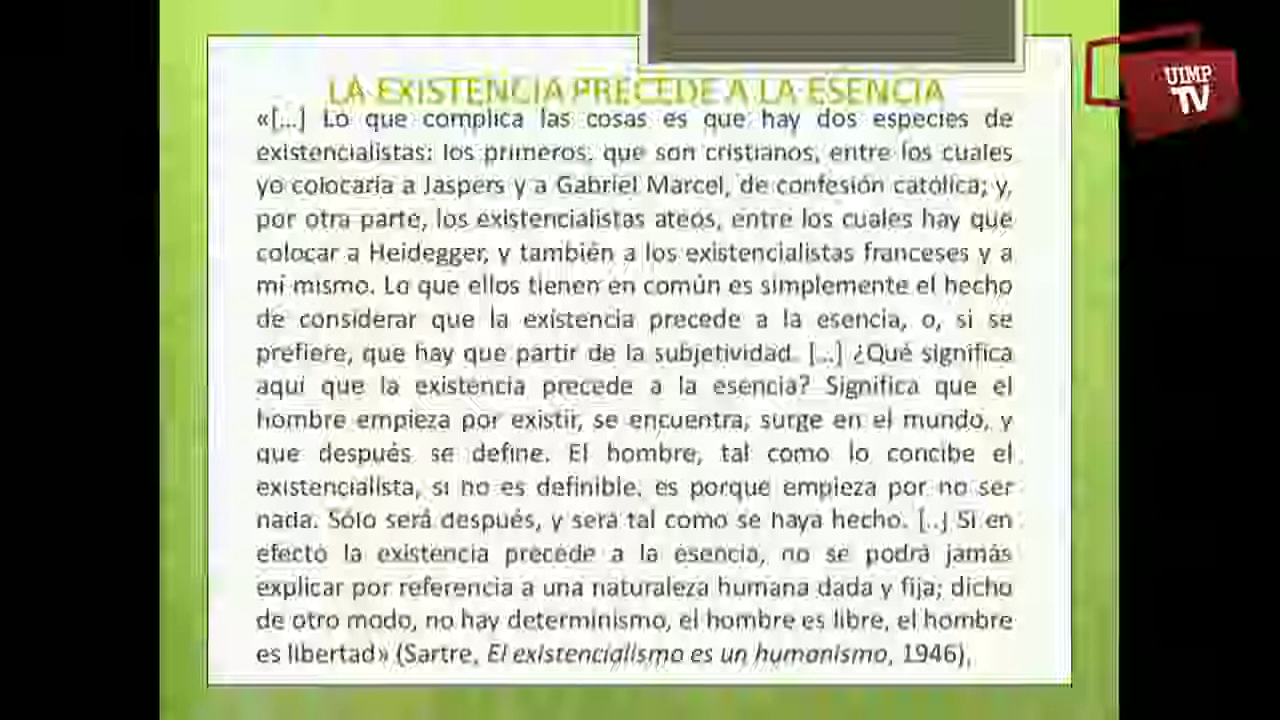 LA EXISTENCIA PRECEDE A LA ESENCIA
«[...] Lo que complica las cosas es que hay dos especies de
existencialistas: los primeros, que son cristianos, entre los cuales
yo colocaría a Jaspers y a Gabriel Marcel, de confesión católica; y,
por otra parte, los existencialistas ateos, entre los cuales hay que
colocar a Heidegger, y también a los existencialistas franceses y a
mí mismo. Lo que ellos tienen en común es simplemente el hecho
de considerar que la existencia precede a la esencia, o, si se
prefiere, que hay que partir de la subjetividad. [...] ¿Qué significa
aquí que la existencia precede a la esencia? Significa que el
hombre empieza por existir, se encuentra, surge en el mundo, y
que después se define. El hombre, tal como lo concibe el
existencialista, si no es definible, es porque empieza por no ser
nada. Sólo será después, y será tal como se haya hecho. [..] Si en
efecto la existencia precede a la esencia, no se podrá jamás
explicar por referencia a una naturaleza humana dada y fija; dicho
de otro modo, no hay determinismo, el hombre es libre, el hombre
es libertad» (Sartre, El existencialismo es un humanismo, 1946),
UIMP
TV